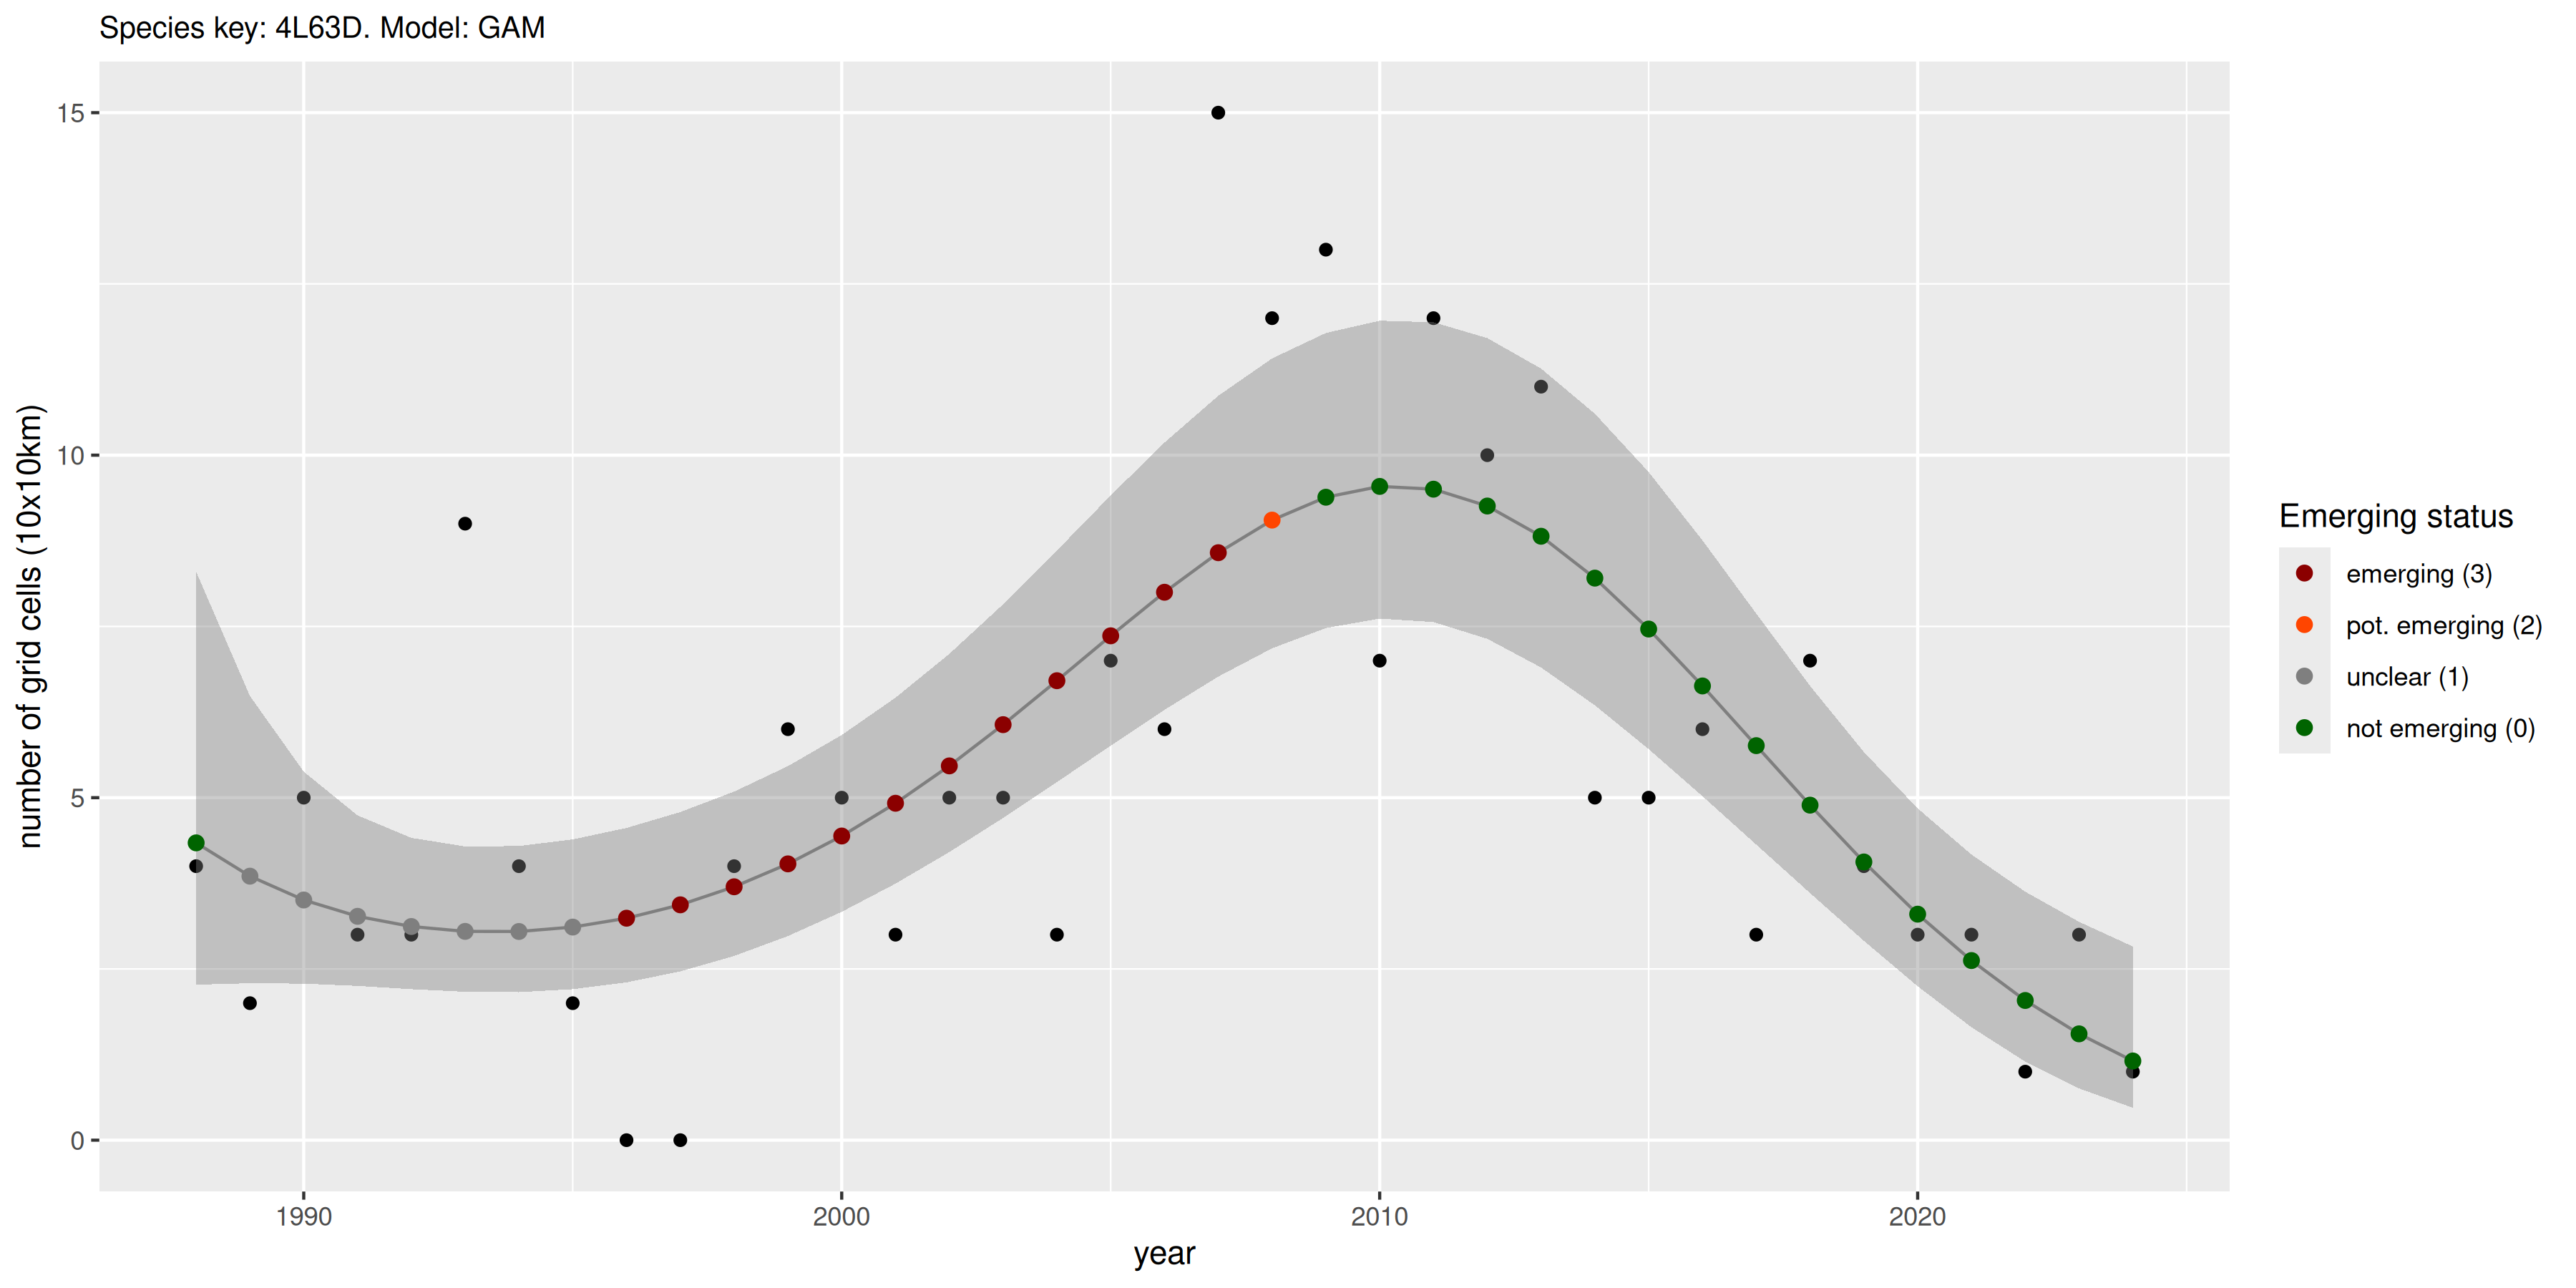 Species key: 4L63D. Model: GAM
15
10
5
0
number of grid cells (10x10km)
1990
2000
2010
2020
year
Emerging status
emerging (3)
pot. emerging (2)
unclear (1)
not emerging (0)